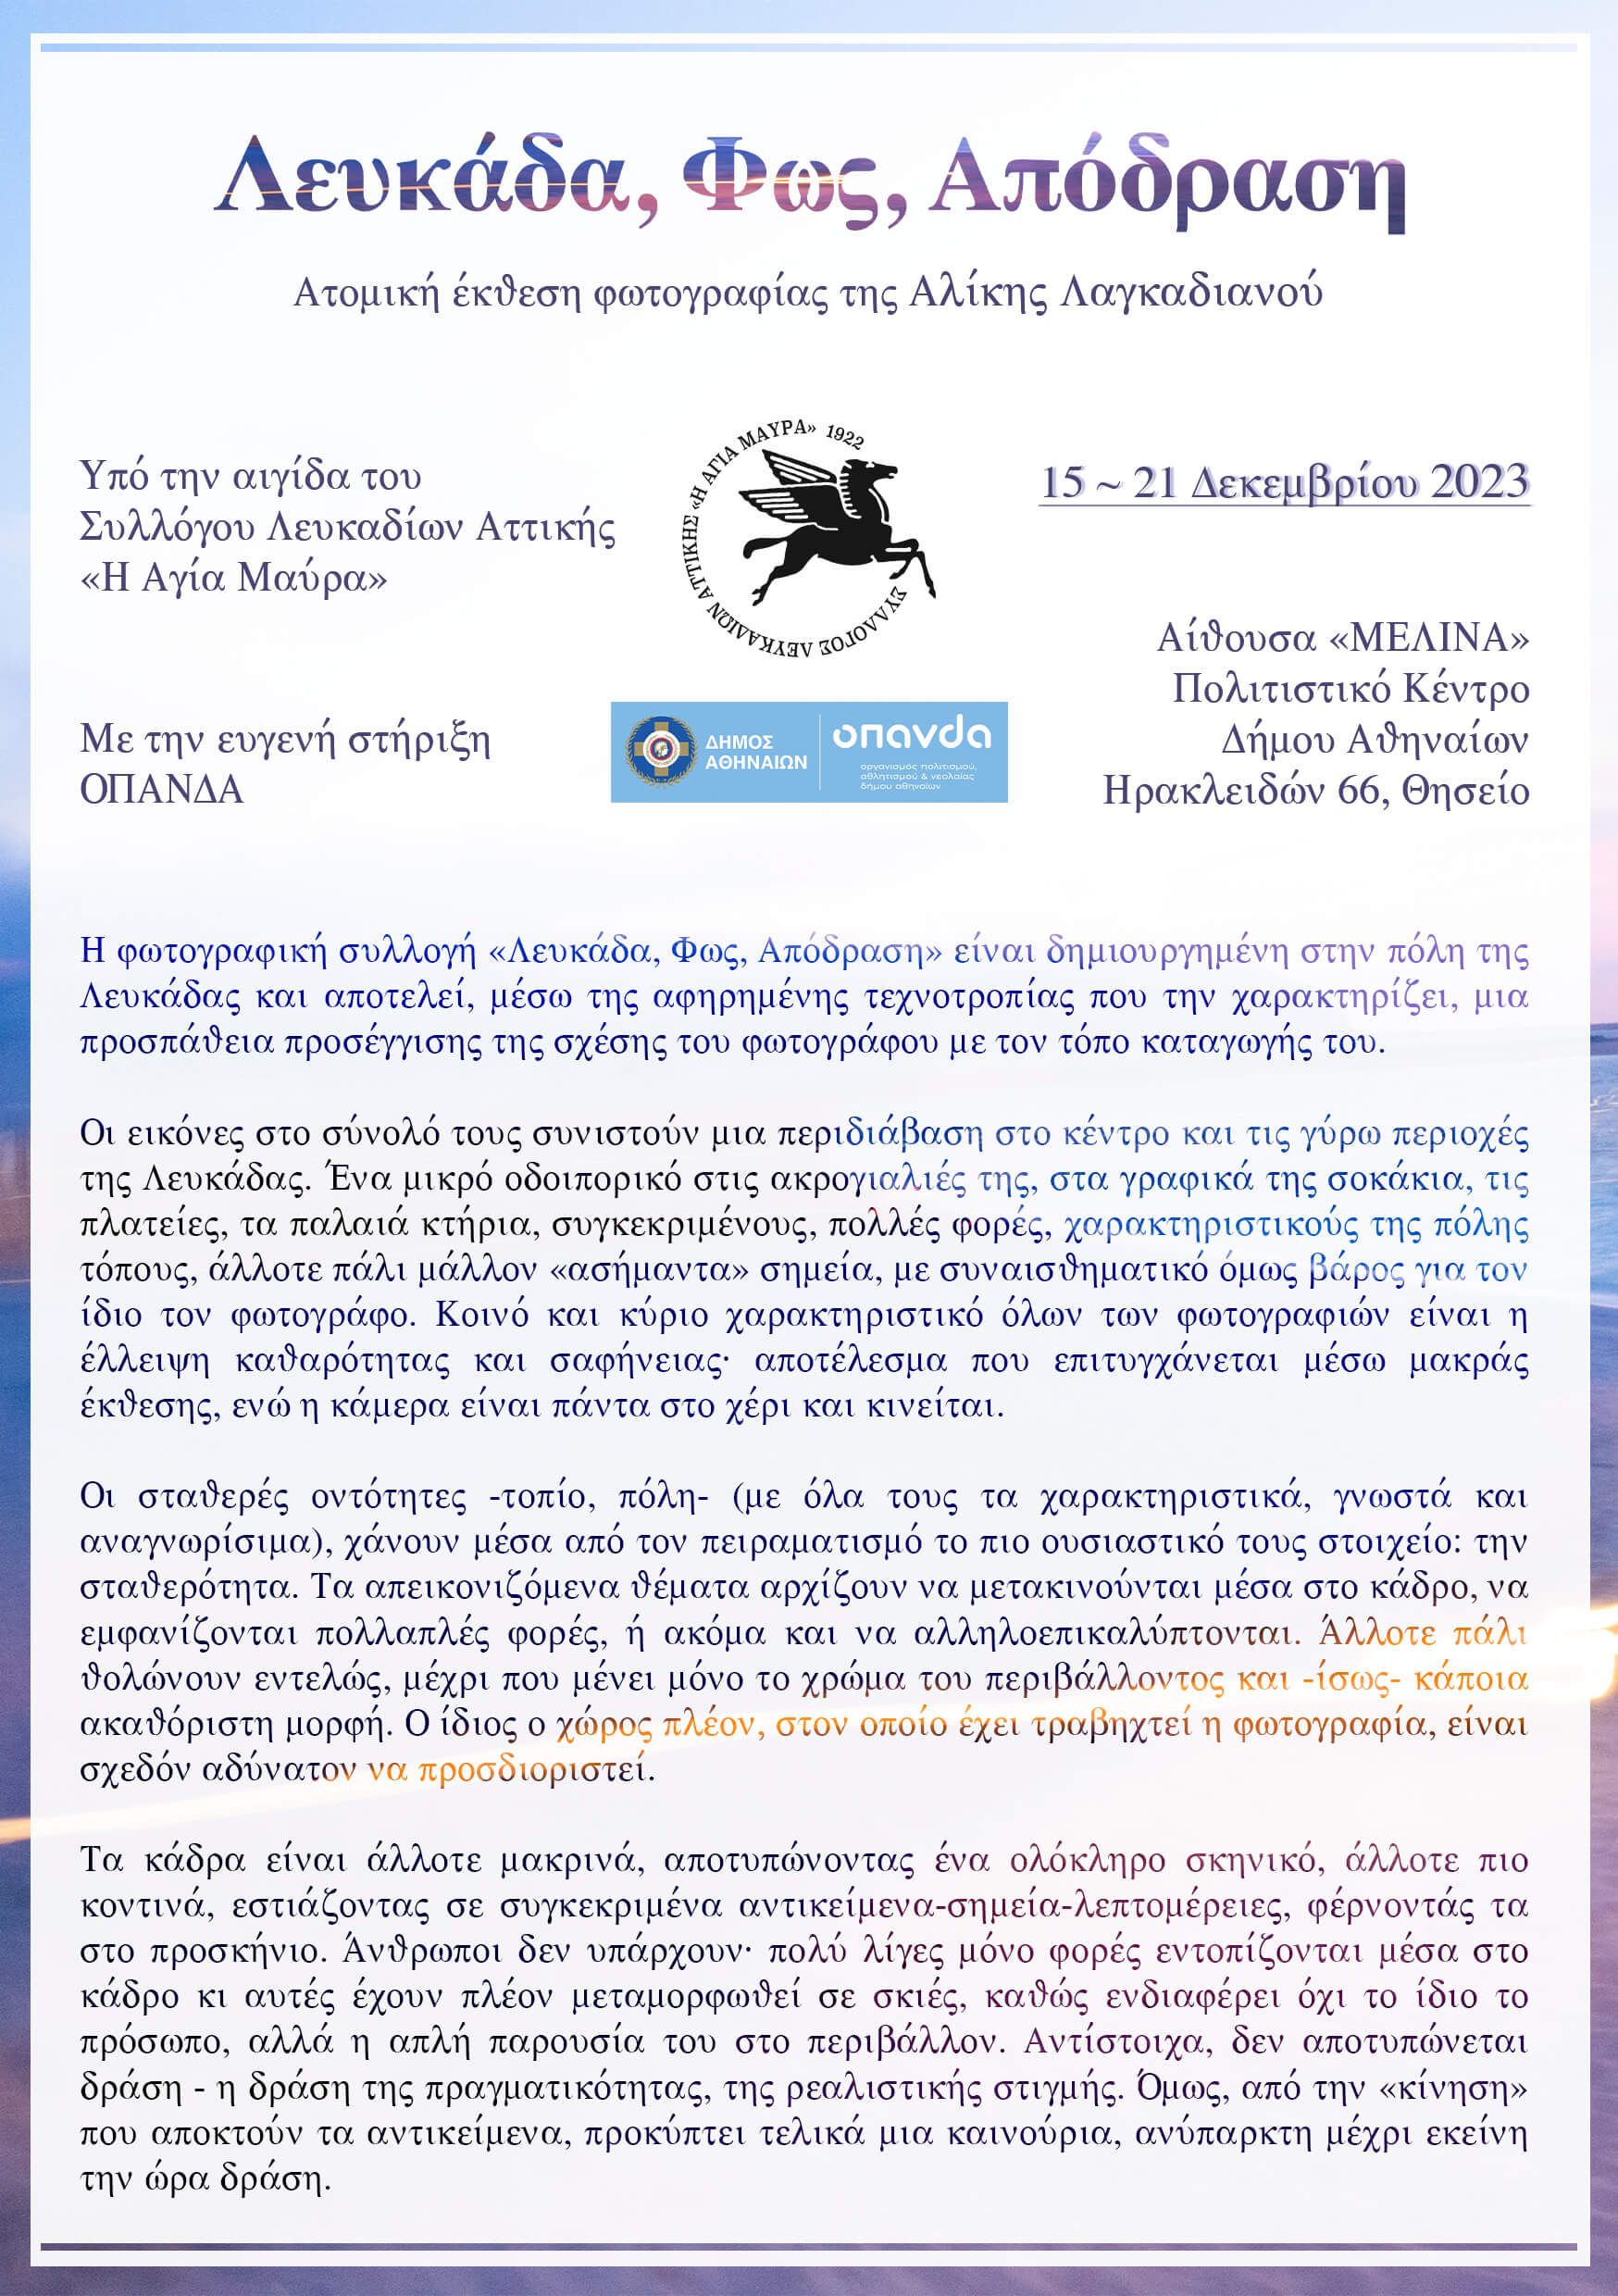 Λευκάδα, Φως, Απόδραση
Ατομική έκθεση φωτογραφίας της Αλίκης Λαγκαδιανού
Υπό την αιγίδα του
Συλλόγου Λευκαδίων Αττικής
«Η Αγία Μαύρα»
ΣΥΛΛΟΓΟΣ ΛΕΥΚΑΔΙΩΝ ΑΤΤΙΚΗΣ «Η ΑΓΙΑ ΜΑΥΡΑ» 1922
15 ~ 21 Δεκεμβρίου 2023
Αίθουσα «ΜΕΛΙΝΑ»
Πολιτιστικό Κέντρο
Δήμου Αθηναίων
Ηρακλειδών 66, Θησείο
Με την ευγενή στήριξη
ΟΠΑΝΔΑ
ΔΗΜΟΣ
ΑΘΗΝΑΙΩΝ
οπανδα
οργανισμός πολιτισμού,
αθλητισμού & νεολαίας
δήμου αθηναίων
Η φωτογραφική συλλογή «Λευκάδα, Φως, Απόδραση» είναι δημιουργημένη στην πόλη της
Λευκάδας και αποτελεί, μέσω της αφηρημένης τεχνοτροπίας που την χαρακτηρίζει, μια
προσπάθεια προσέγγισης της σχέσης του φωτογράφου με τον τόπο καταγωγής του.
Οι εικόνες στο σύνολό τους συνιστούν μια περιδιάβαση στο κέντρο και τις γύρω περιοχές
της Λευκάδας. Ένα μικρό οδοιπορικό στις ακρογιαλιές της, στα γραφικά της σοκάκια, τις
πλατείες, τα παλαιά κτήρια, συγκεκριμένους, πολλές φορές, χαρακτηριστικούς της πόλης
τόπους, άλλοτε πάλι μάλλον «ασήμαντα» σημεία, με συναισθηματικό όμως βάρος για τον
ίδιο τον φωτογράφο. Κοινό και κύριο χαρακτηριστικό όλων των φωτογραφιών είναι η
έλλειψη καθαρότητας και σαφήνειας· αποτέλεσμα που επιτυγχάνεται μέσω μακράς
έκθεσης, ενώ η κάμερα είναι πάντα στο χέρι και κινείται.
Οι σταθερές οντότητες -τοπίο, πόλη- (με όλα τους τα χαρακτηριστικά, γνωστά και
αναγνωρίσιμα), χάνουν μέσα από τον πειραματισμό το πιο ουσιαστικό τους στοιχείο: την
σταθερότητα. Τα απεικονιζόμενα θέματα αρχίζουν να μετακινούνται μέσα στο κάδρο, να
εμφανίζονται πολλαπλές φορές, ή ακόμα και να αλληλοεπικαλύπτονται. Άλλοτε πάλι
θολώνουν εντελώς, μέχρι που μένει μόνο το χρώμα του περιβάλλοντος και -ίσως- κάποια
ακαθόριστη μορφή. Ο ίδιος ο χώρος πλέον, στον οποίο έχει τραβηχτεί η φωτογραφία, είναι
σχεδόν αδύνατον να προσδιοριστεί.
Τα κάδρα είναι άλλοτε μακρινά, αποτυπώνοντας ένα ολόκληρο σκηνικό, άλλοτε πιο
κοντινά, εστιάζοντας σε συγκεκριμένα αντικείμενα-σημεία-λεπτομέρειες, φέρνοντάς τα
στο προσκήνιο. Άνθρωποι δεν υπάρχουν· πολύ λίγες μόνο φορές εντοπίζονται μέσα στο
κάδρο κι αυτές έχουν πλέον μεταμορφωθεί σε σκιές, καθώς ενδιαφέρει όχι το ίδιο το
πρόσωπο, αλλά η απλή παρουσία του στο περιβάλλον. Αντίστοιχα, δεν αποτυπώνεται
δράση - η δράση της πραγματικότητας, της ρεαλιστικής στιγμής. Όμως, από την «κίνηση»
που αποκτούν τα αντικείμενα, προκύπτει τελικά μια καινούρια, ανύπαρκτη μέχρι εκείνη
την ώρα δράση.